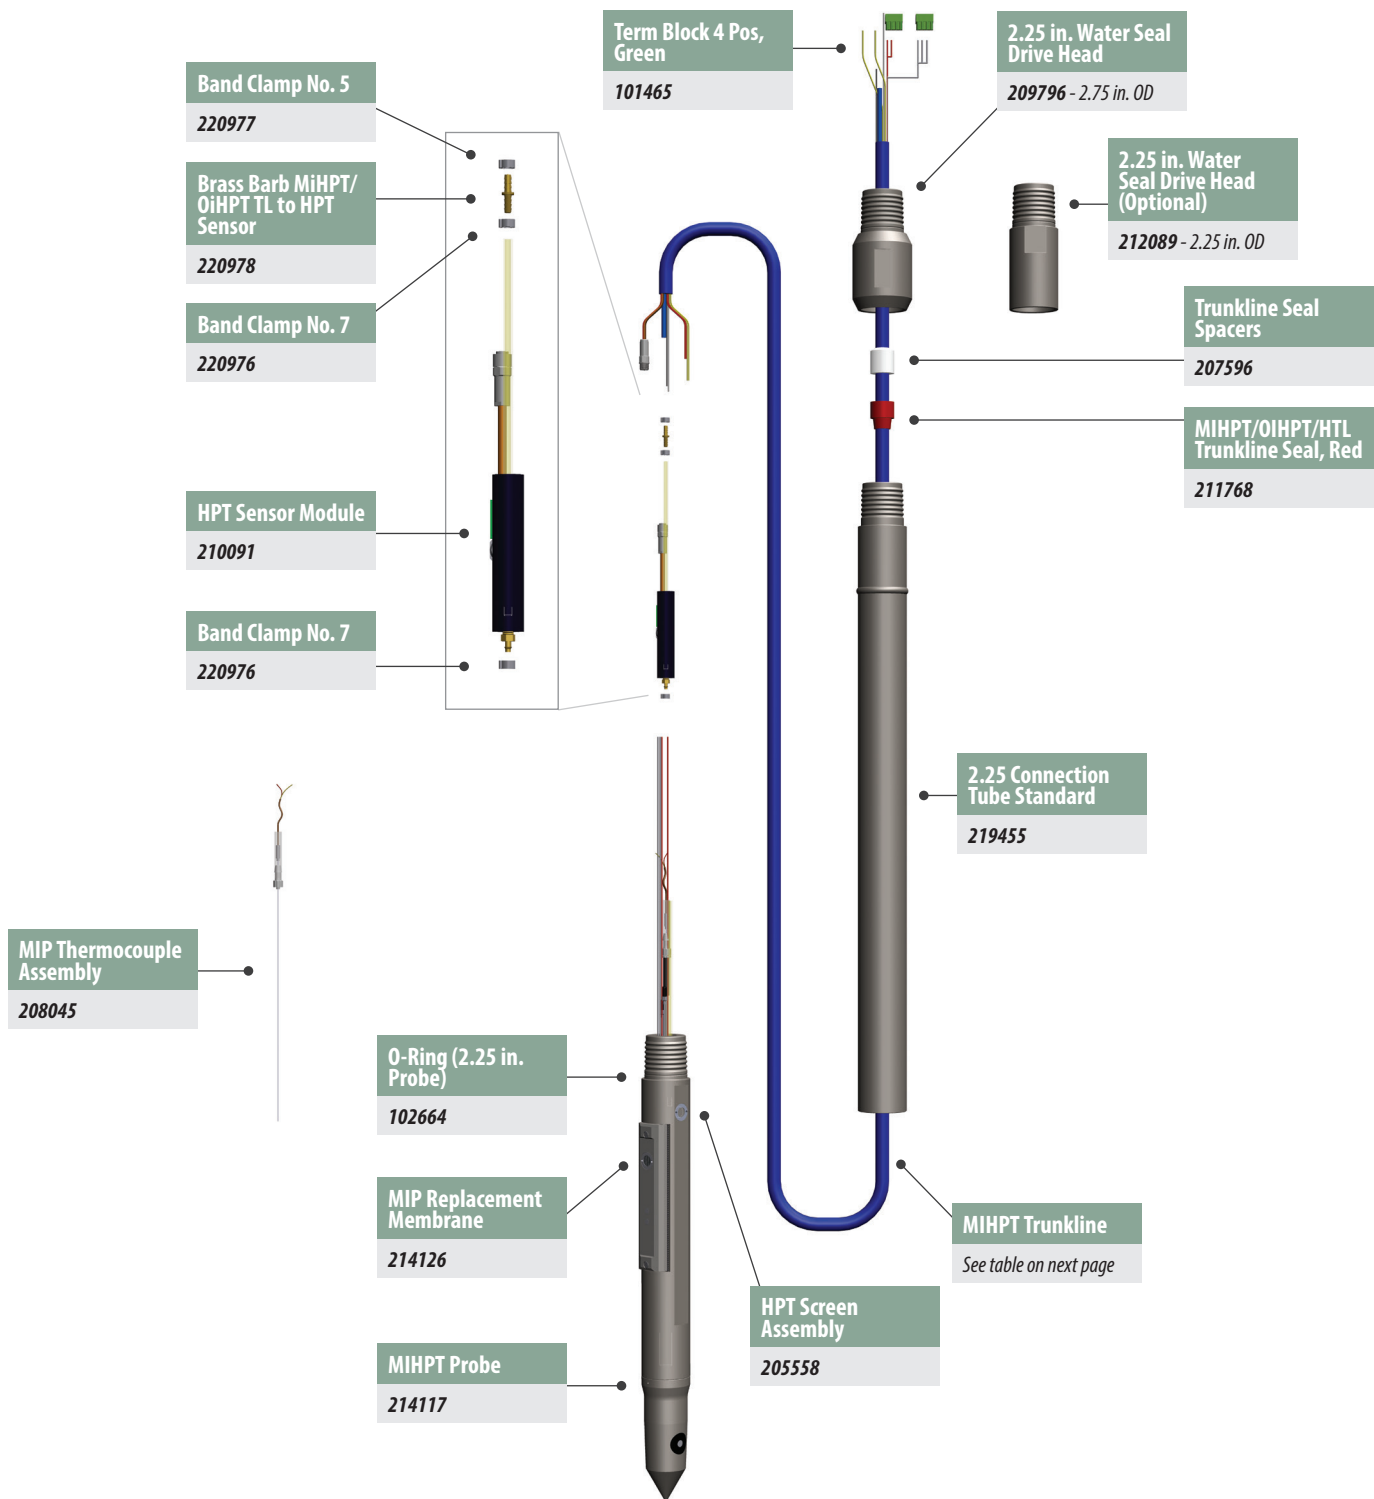 Term Block 4 Pos,
Green
101465
2.25 in. Water Seal
Drive Head
209796 - 2.75 in. OD
Band Clamp No. 5
220977
2.25 in. Water
Seal Drive Head
(Optional)
212089 - 2.25 in. OD
Brass Barb MiHPT/
OiHPT TL to HPT
Sensor
220978
Band Clamp No. 7
220976
Trunkline Seal
Spacers
207596
MIHPT/OIHPT/HTL
Trunkline Seal, Red
211768
HPT Sensor Module
210091
Band Clamp No. 7
220976
2.25 Connection
Tube Standard
219455
MIP Thermocouple
Assembly
208045
O-Ring (2.25 in.
Probe)
102664
MIP Replacement
Membrane
214126
MIHPT Trunkline
See table on next page
HPT Screen
Assembly
205558
MIHPT Probe
214117